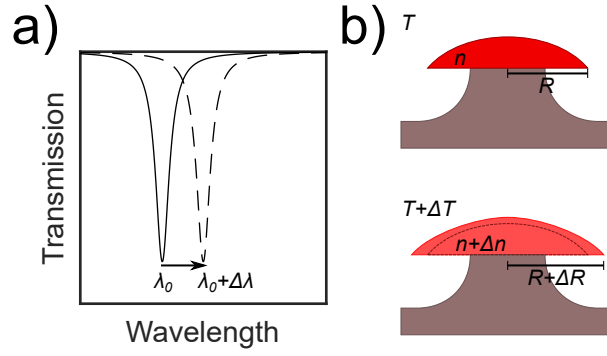 a)
Transmission
λ₀
λ₀+Δλ
Wavelength
b)
T
n
R
T+ΔT
n+Δn
R+ΔR